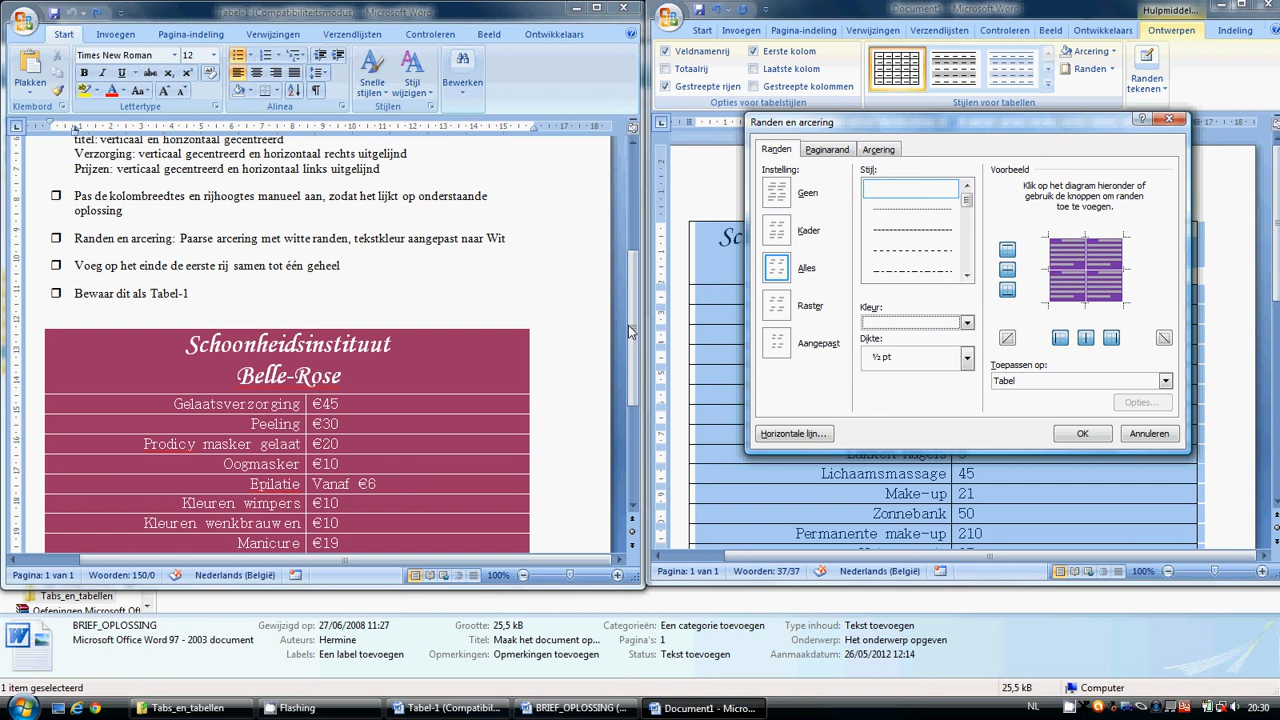 Tabel-1 (Compatibiliteitsmodus) - Microsoft Word
Start Invoegen Pagina-indeling Verwijzingen Verzendlijsten Controleren Beeld Ontwikkelaars
Times New Roman 12
Plakken
Snelle stijlen
Stijl wijzigen
Bewerken
Klembord Lettertype Alinea Stijlen
titel: verticaal en horizontaal gecentreerd
Verzorging: verticaal gecentreerd en horizontaal rechts uitgelijnd
Prijzen: verticaal gecentreerd en horizontaal links uitgelijnd
Pas de kolombreedtes en rijhoogtes manueel aan, zodat het lijkt op onderstaande
oplossing
Randen en arcering: Paarse arcering met witte randen, tekstkleur aangepast naar Wit
Voeg op het einde de eerste rij samen tot één geheel
Bewaar dit als Tabel-1
Schoonheidsinstituut
Belle-Rose
Gelaatsverzorging €45
Peeling €30
Prodicy masker gelaat €20
Oogmasker €10
Epilatie Vanaf €6
Kleuren wimpers €10
Kleuren wenkbrauwen €10
Manicure €19
Pagina: 1 van 1 Woorden: 150/0 Nederlands (België) 100%
Document1 - Microsoft Word
Hulpmiddel...
Start Invoegen Pagina-indeling Verwijzingen Verzendlijsten Controleren Beeld Ontwikkelaars Ontwerpen Indeling
Veldnamenrij Eerste kolom
Totaalrij Laatste kolom
Gestreepte rijen Gestreepte kolommen
Arcering
Randen
Randen tekenen
Opties voor tabelstijlen Stijlen voor tabellen
Randen en arcering
Randen Paginarand Arcering
Instelling:
Geen
Kader
Alles
Raster
Aangepast
Stijl:
Kleur:
Dikte:
½ pt
Voorbeeld
Klik op het diagram hieronder of
gebruik de knoppen om randen
toe te voegen.
Toepassen op:
Tabel
Opties...
Horizontale lijn... OK Annuleren
Lichaamsmassage 45
Make-up 21
Zonnebank 50
Permanente make-up 210
Pagina: 1 van 1 Woorden: 37/37 Nederlands (België) 100%
Tabs_en_tabellen
Oefeningen Microsoft Of
BRIEF_OPLOSSING Gewijzigd op: 27/06/2008 11:27 Grootte: 25,5 kB Categorieën: Een categorie toevoegen Type inhoud: Tekst toevoegen
Microsoft Office Word 97 - 2003 document Auteurs: Hermine Titel: Maak het document op... Pagina's: 1 Onderwerp: Het onderwerp opgeven
Labels: Een label toevoegen Opmerkingen: Opmerkingen toevoegen Status: Tekst toevoegen Aanmaakdatum: 26/05/2012 12:14
1 item geselecteerd 25,5 kB Computer
Tabs_en_tabellen Flashing Tabel-1 (Compatibil... BRIEF_OPLOSSING (... Document1 - Micro... NL 20:30